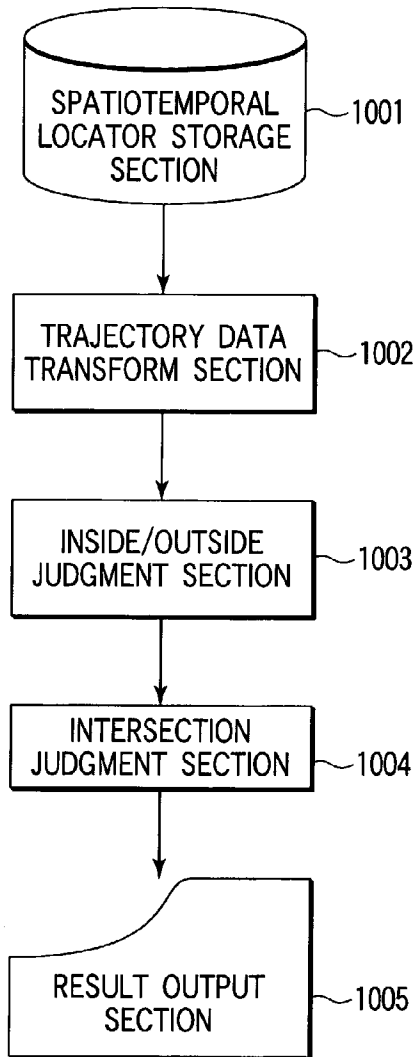 SPATIOTEMPORAL
LOCATOR STORAGE
SECTION
1001
TRAJECTORY DATA
TRANSFORM SECTION
1002
INSIDE/OUTSIDE
JUDGMENT SECTION
1003
INTERSECTION
JUDGMENT SECTION
1004
RESULT OUTPUT
SECTION
1005